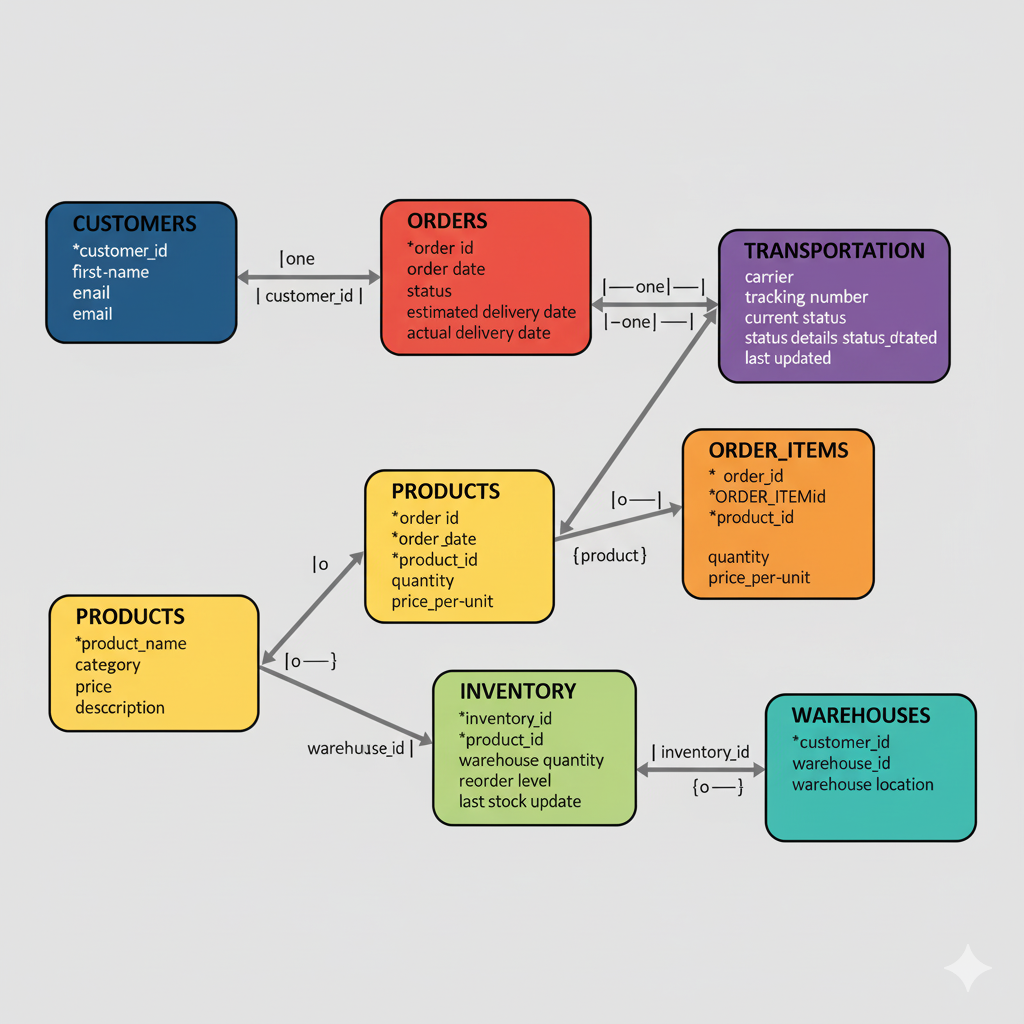 CUSTOMERS
*customer_id
first-name
enail
email
|one
| customer_id |
ORDERS
*order id
order date
status
estimated delivery date
actual delivery date
|——one|——|
|–one|——|
TRANSPORTATION
carrier
tracking number
current status
status details status_dtated
last updated
PRODUCTS
*order id
*order_date
*product_id
quantity
price_per-unit
|o——|
{product}
ORDER_ITEMS
* order_id
*ORDER_ITEMid
*product_id
quantity
price_per-unit
|o
|o——}
PRODUCTS
*product_name
category
price
desccription
warehuuse_id |
INVENTORY
*inventory_id
*product_id
warehouse quantity
reorder level
last stock update
| inventory_id
{o——}
WAREHOUSES
*customer_id
warehouse_id
warehouse location